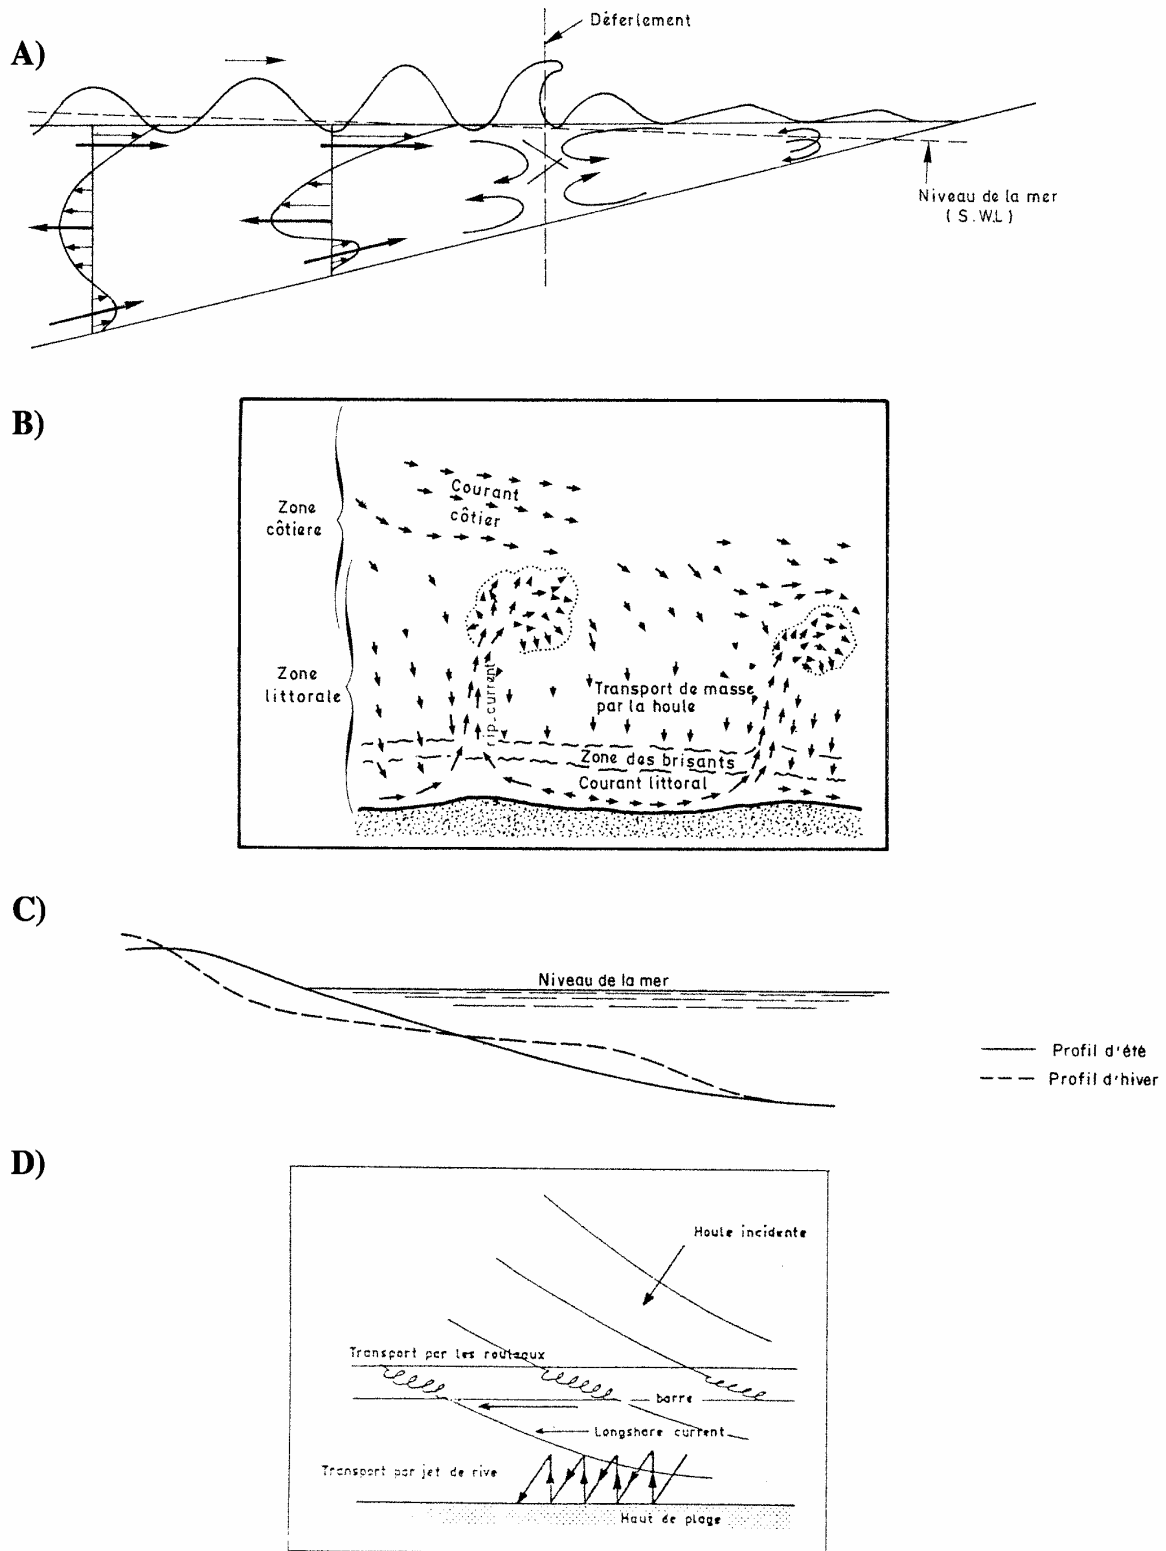 A)
Déferlement
Niveau de la mer
( S.W.L )
B)
Zone
côtiere
Courant
côtier
Zone
littorale
rip current
Transport de masse
par la houle
Zone des brisants
Courant littoral
C)
Niveau de la mer
Profil d'été
Profil d'hiver
D)
Houle incidente
Transport par les rouleaux
barre
Longshare current
Transport par jet de rive
Haut de plage